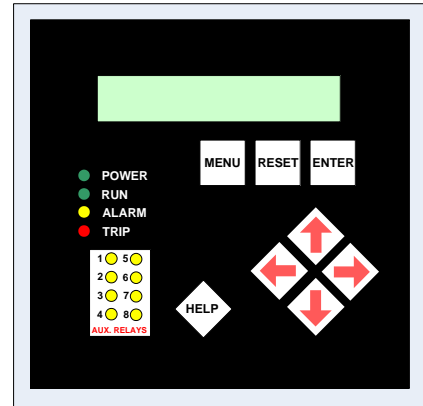 MENU RESET ENTER
POWER
RUN
ALARM
TRIP
1 5
2 6
3 7
4 8
AUX. RELAYS
HELP